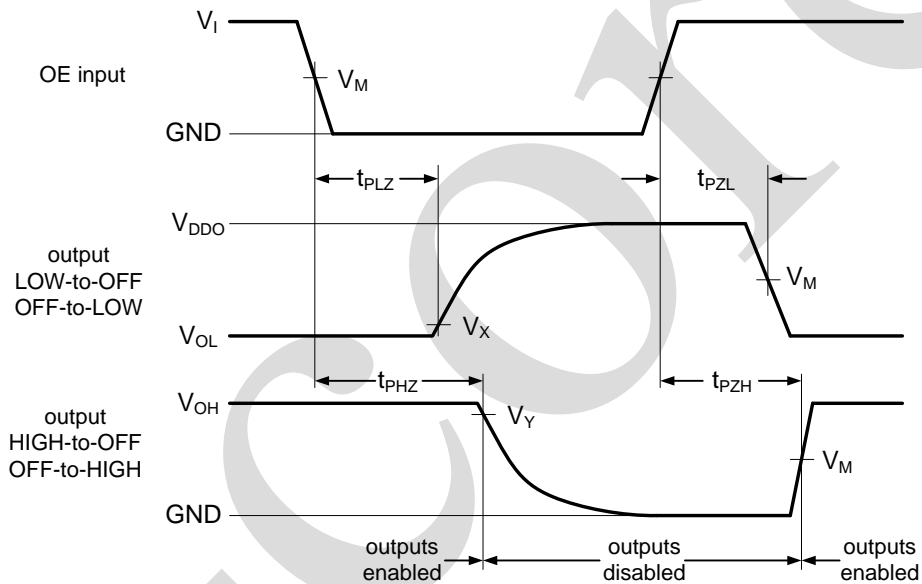 V_I
OE input
V_M
GND
t_PLZ
t_PZL
V_DDO
output
LOW-to-OFF
OFF-to-LOW
V_M
V_X
V_OL
t_PHZ
t_PZH
V_OH
output
HIGH-to-OFF
OFF-to-HIGH
V_Y
V_M
GND
outputs
enabled
outputs
disabled
outputs
enabled